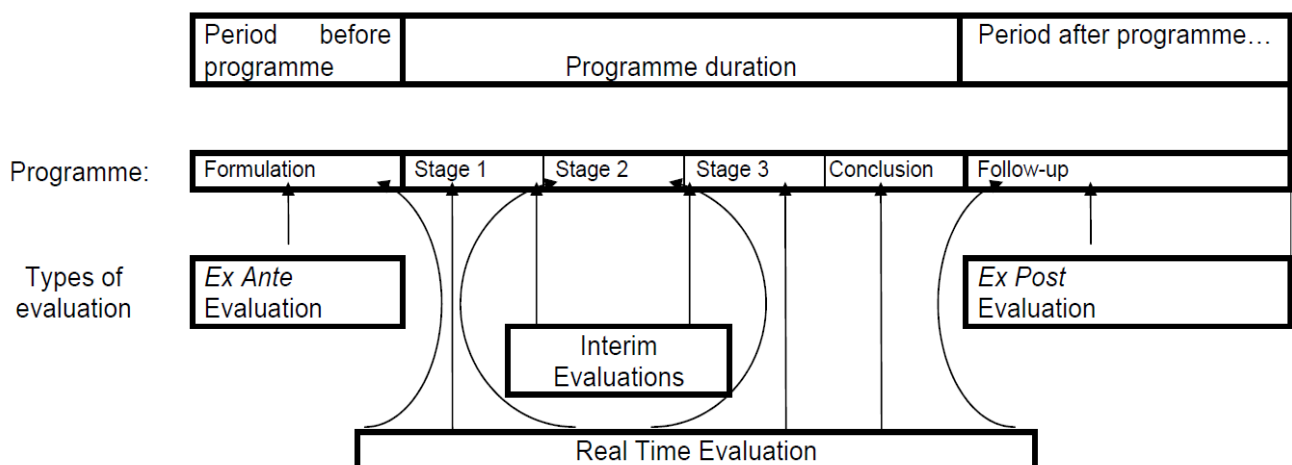 Period before
programme
Programme duration
Period after programme…
Programme:
Formulation
Stage 1
Stage 2
Stage 3
Conclusion
Follow-up
Types of
evaluation
Ex Ante
Evaluation
Interim
Evaluations
Ex Post
Evaluation
Real Time Evaluation